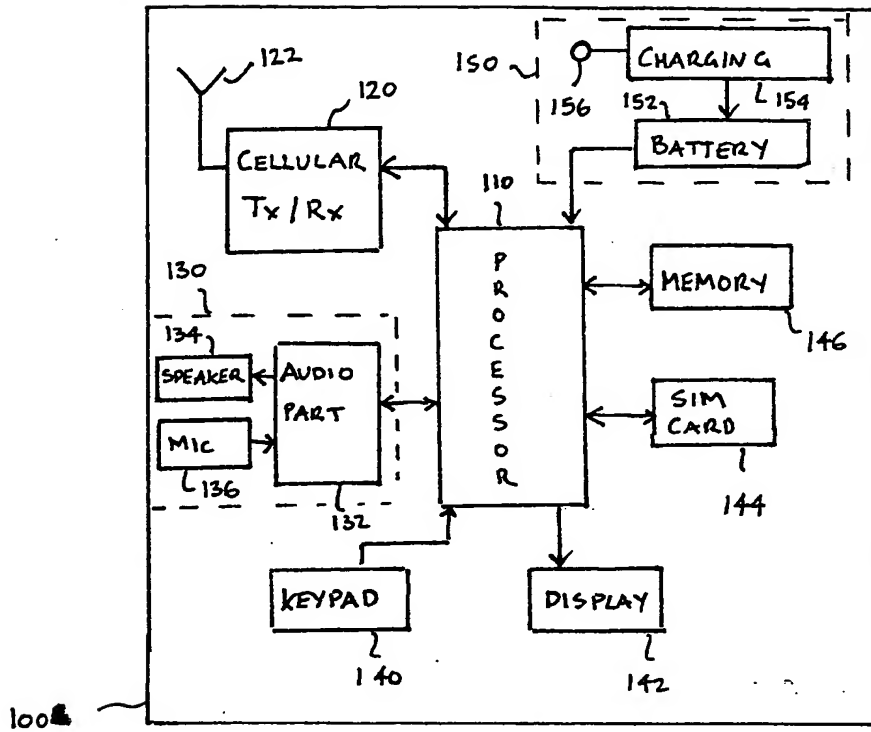 122
120
CELLULAR
Tx/Rx
150
156
CHARGING
152
154
BATTERY
110
PROCESSOR
130
134
SPEAKER
AUDIO
PART
MIC
136
132
MEMORY
146
SIM
CARD
144
KEYPAD
140
DISPLAY
142
100